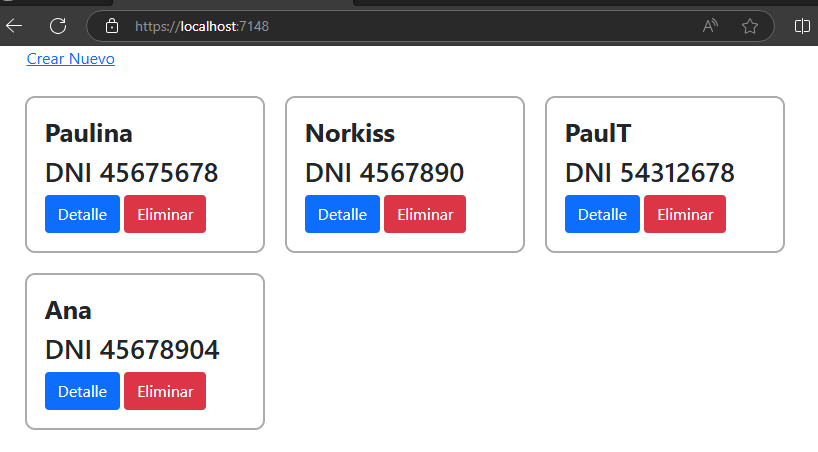 https://localhost:7148
Crear Nuevo
Paulina
DNI 45675678
Detalle Eliminar
Norkiss
DNI 4567890
Detalle Eliminar
PaulT
DNI 54312678
Detalle Eliminar
Ana
DNI 45678904
Detalle Eliminar